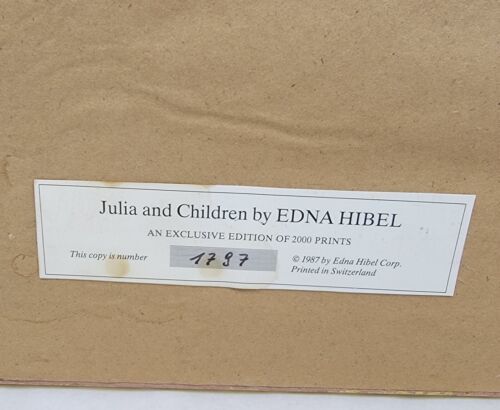 Julia and Children by EDNA HIBEL
AN EXCLUSIVE EDITION OF 2000 PRINTS
This copy is number 1797 © 1987 by Edna Hibel Corp.
Printed in Switzerland